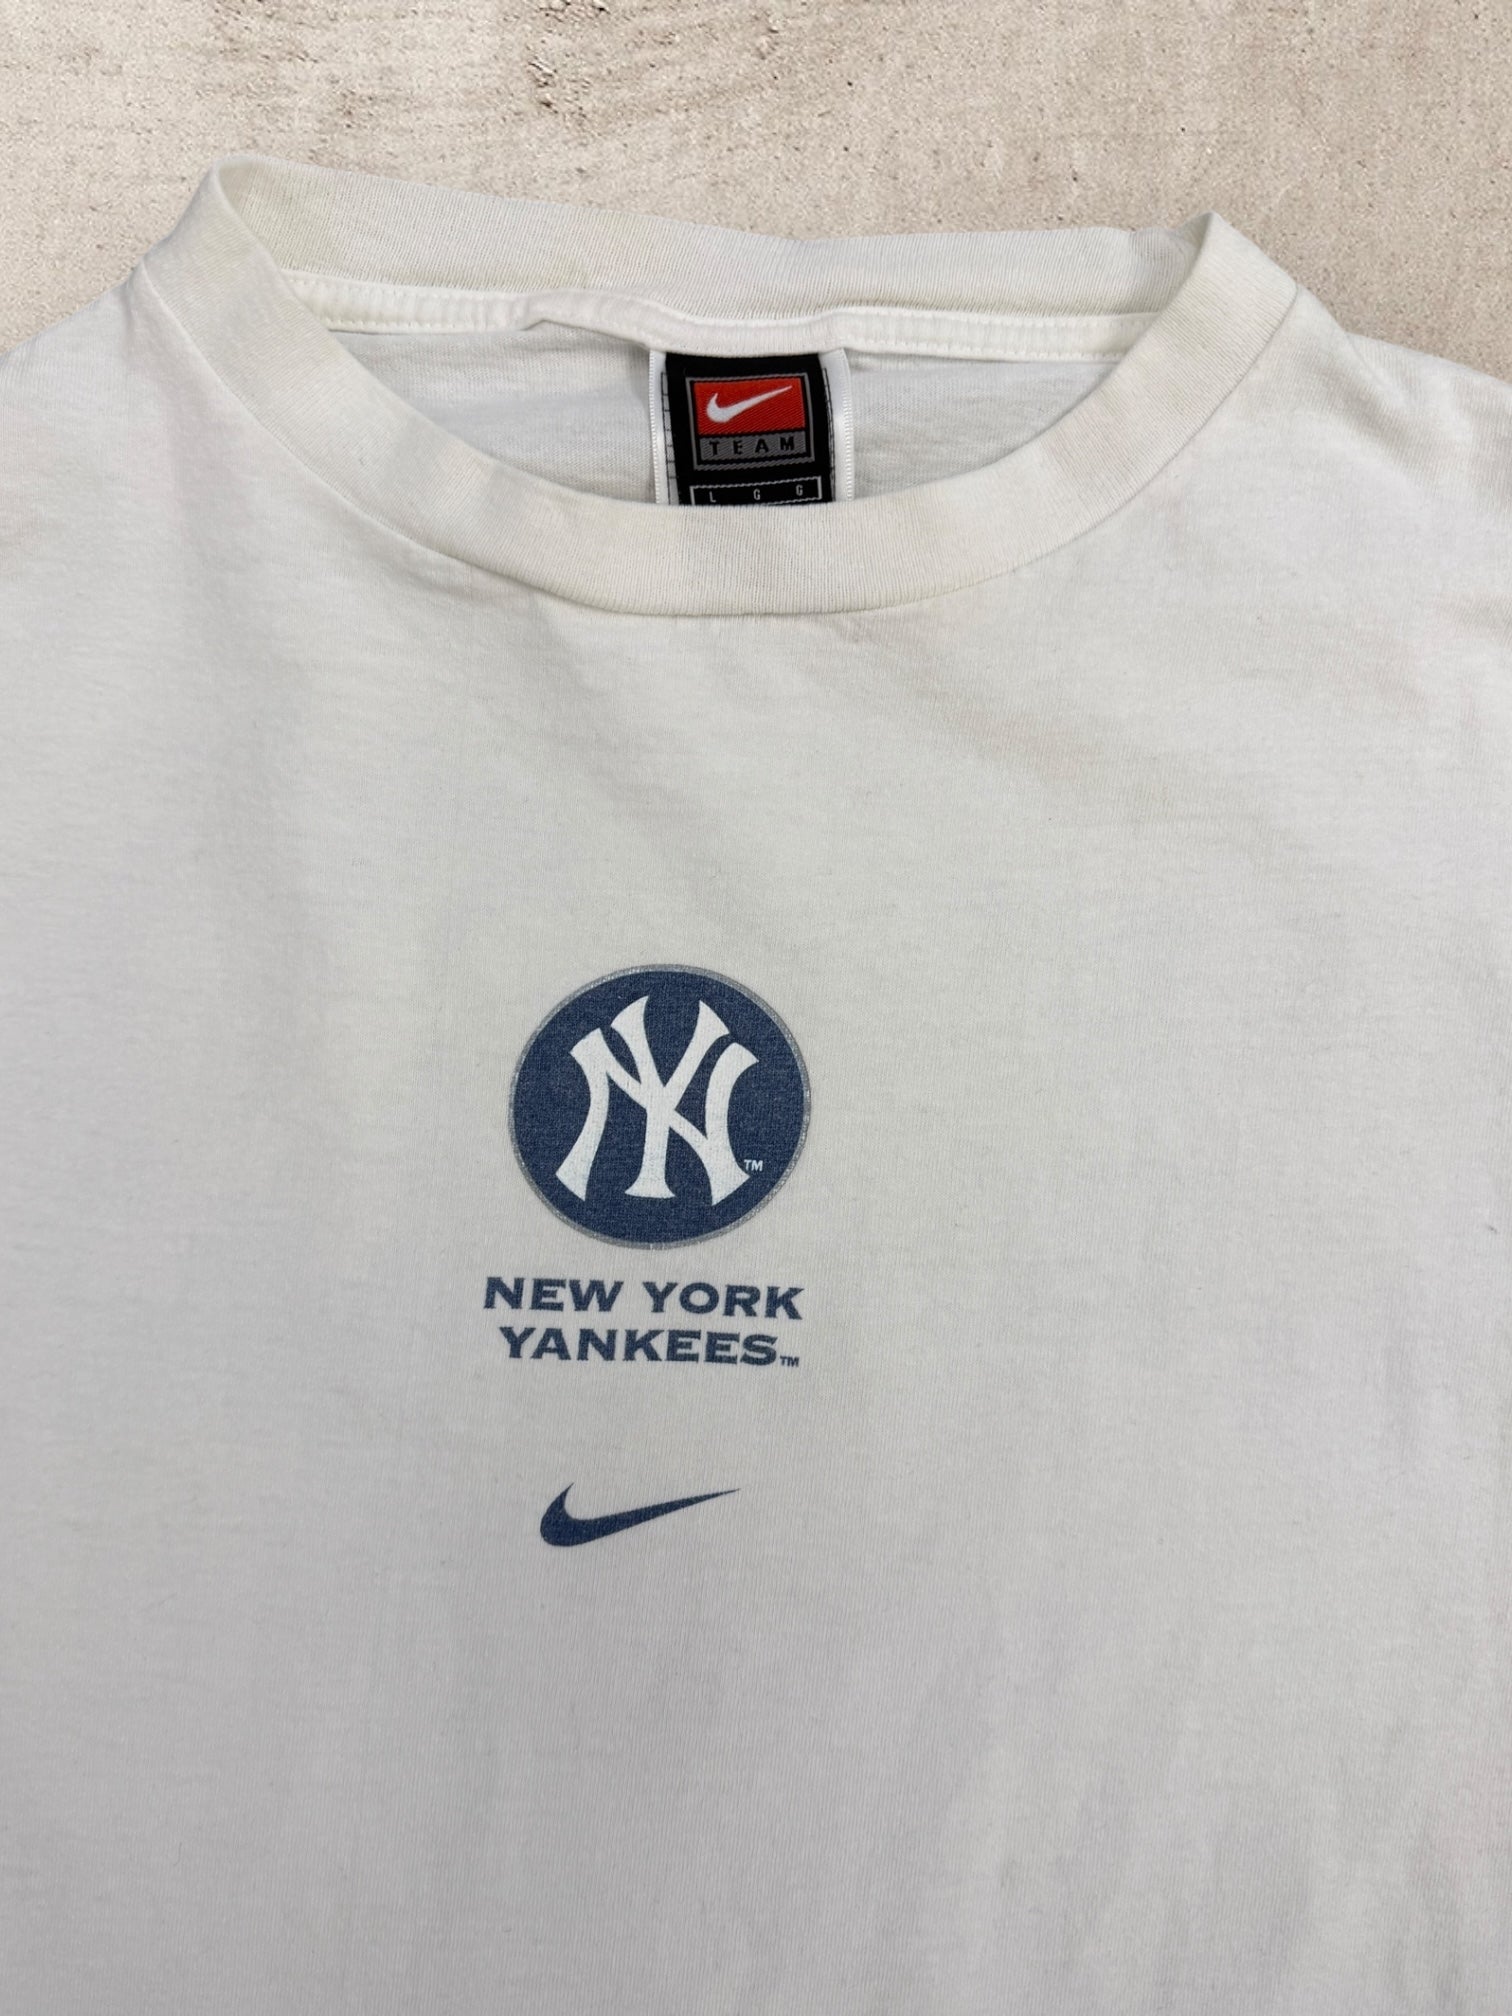 TEAM
L G G
NY
TM
NEW YORK
YANKEES™